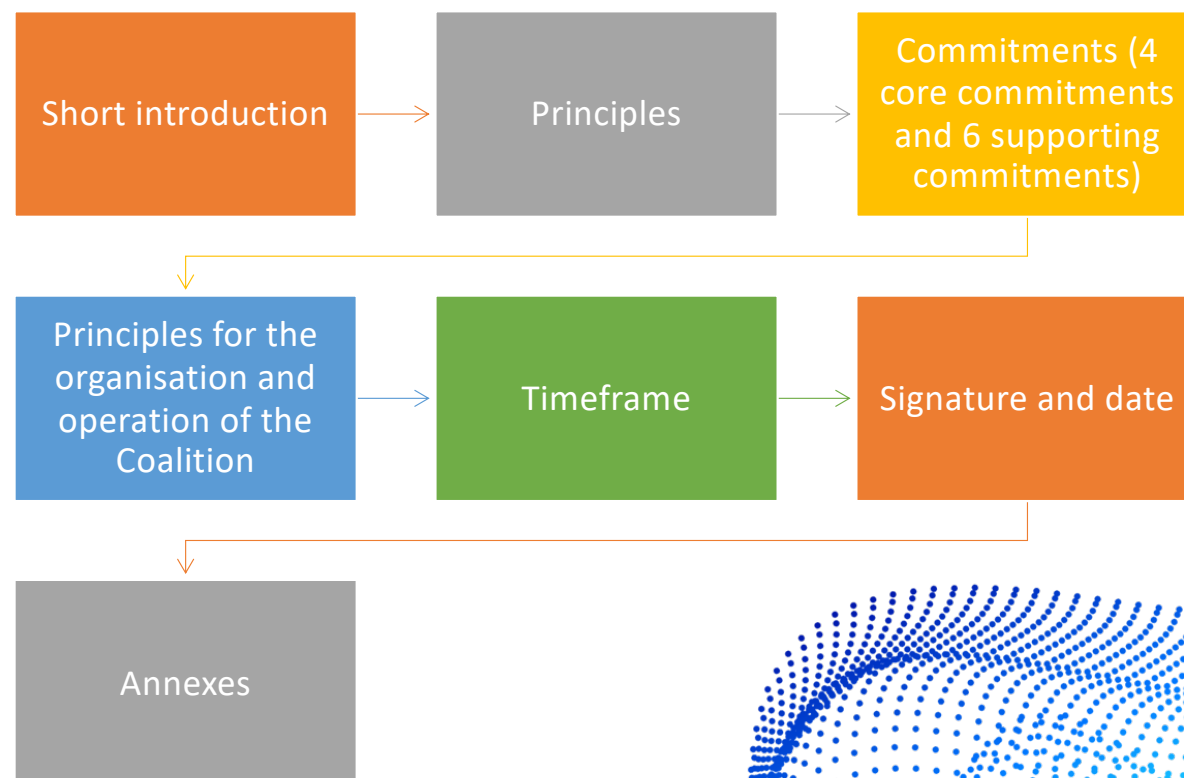 Short introduction
Principles
Commitments (4
core commitments
and 6 supporting
commitments)
Principles for the
organisation and
operation of the
Coalition
Timeframe
Signature and date
Annexes